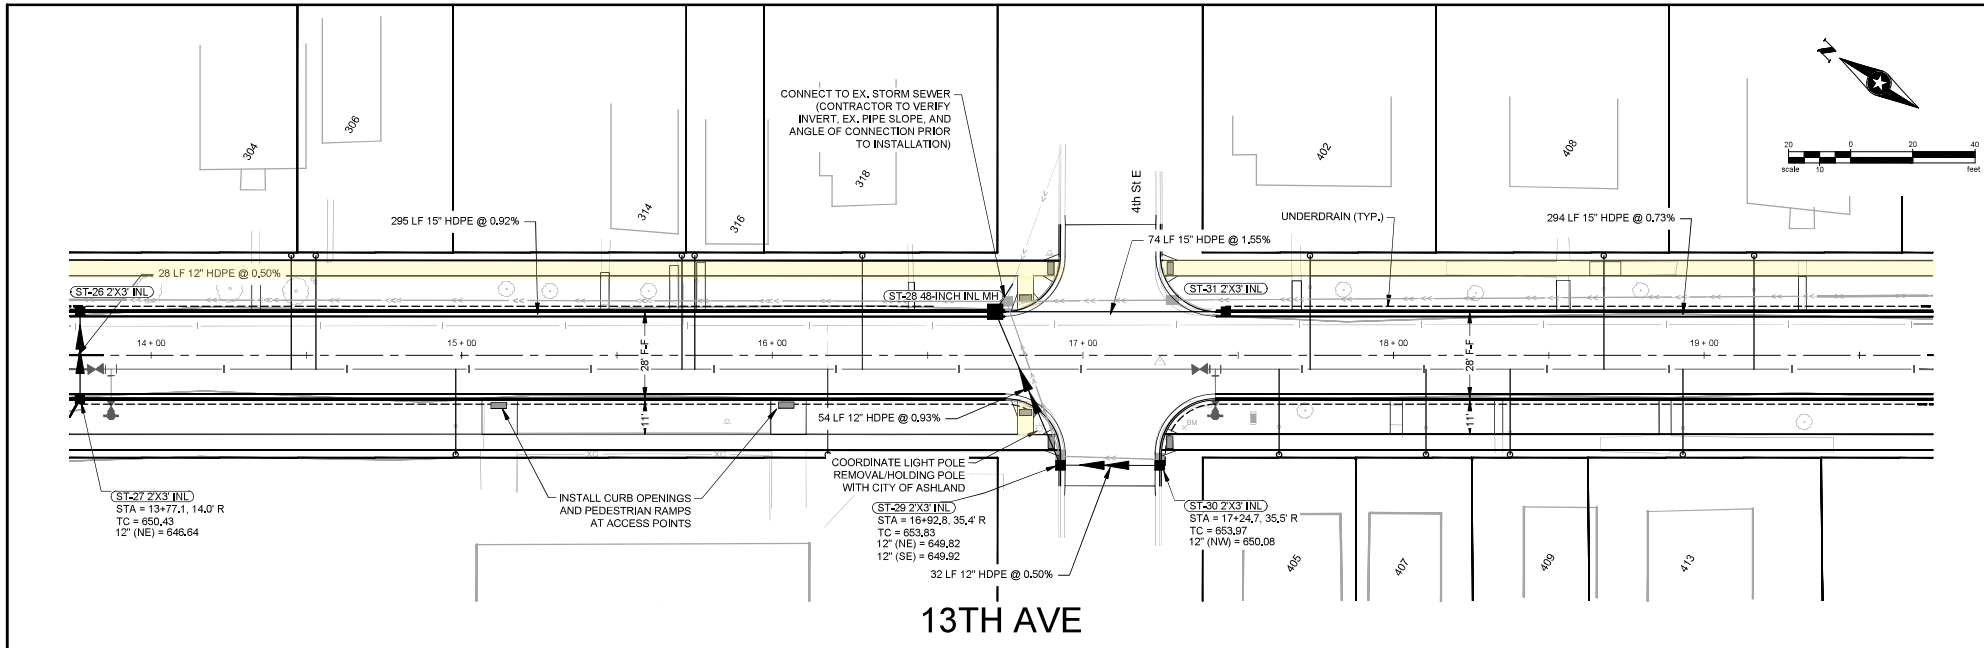 N
20 0 20 40
scale 10 feet
304
306
314
316
318
402
408
4th St E
CONNECT TO EX. STORM SEWER
(CONTRACTOR TO VERIFY
INVERT, EX. PIPE SLOPE, AND
ANGLE OF CONNECTION PRIOR
TO INSTALLATION)
295 LF 15" HDPE @ 0.92%
UNDERDRAIN (TYP.)
294 LF 15" HDPE @ 0.73%
74 LF 15" HDPE @ 1.55%
28 LF 12" HDPE @ 0.50%
ST-26 2'X3' INL
ST-28 48-INCH INL MH
ST-31 2'X3' INL
14 + 00
15 + 00
16 + 00
17 + 00
18 + 00
19 + 00
28' F-F
28' F-F
11'
11'
54 LF 12" HDPE @ 0.93%
BM
XC
XC
COORDINATE LIGHT POLE
REMOVAL/HOLDING POLE
WITH CITY OF ASHLAND
INSTALL CURB OPENINGS
AND PEDESTRIAN RAMPS
AT ACCESS POINTS
ST-27 2'X3' INL
STA = 13+77.1, 14.0' R
TC = 650.43
12" (NE) = 646.64
ST-29 2'X3' INL
STA = 16+92.8, 35.4' R
TC = 653.83
12" (NE) = 649.82
12" (SE) = 649.92
ST-30 2'X3' INL
STA = 17+24.7, 35.5' R
TC = 653.97
12" (NW) = 650.08
32 LF 12" HDPE @ 0.50%
405
407
409
413
13TH AVE